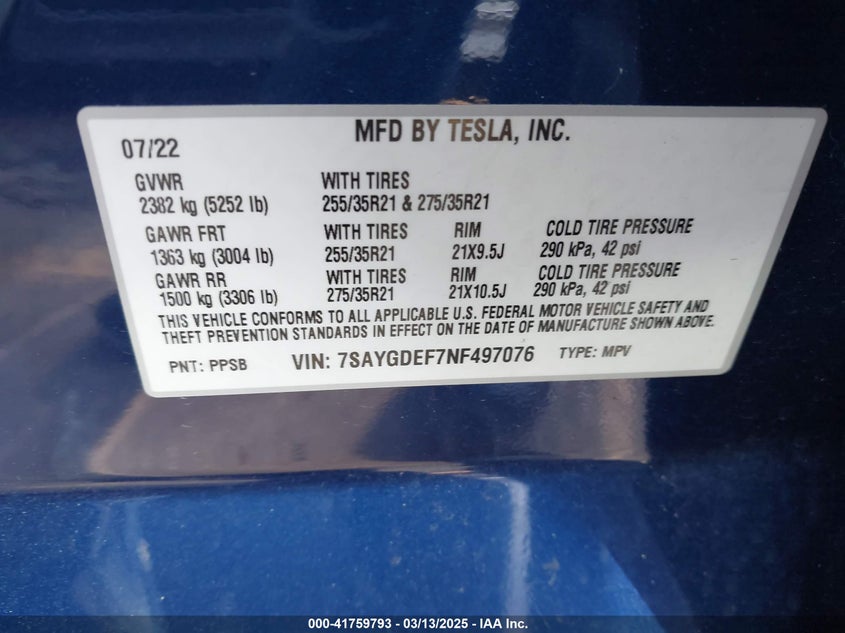 07/22 MFD BY TESLA, INC.
GVWR WITH TIRES
2382 kg (5252 lb) 255/35R21 & 275/35R21
GAWR FRT WITH TIRES RIM COLD TIRE PRESSURE
1363 kg (3004 lb) 255/35R21 21X9.5J 290 kPa, 42 psi
GAWR RR WITH TIRES RIM COLD TIRE PRESSURE
1500 kg (3306 lb) 275/35R21 21X10.5J 290 kPa, 42 psi
THIS VEHICLE CONFORMS TO ALL APPLICABLE U.S. FEDERAL MOTOR VEHICLE SAFETY AND
THEFT PREVENTION STANDARDS IN EFFECT ON THE DATE OF MANUFACTURE SHOWN ABOVE.
PNT: PPSB VIN: 7SAYGDEF7NF497076 TYPE: MPV
000-41759793 - 03/13/2025 - IAA Inc.